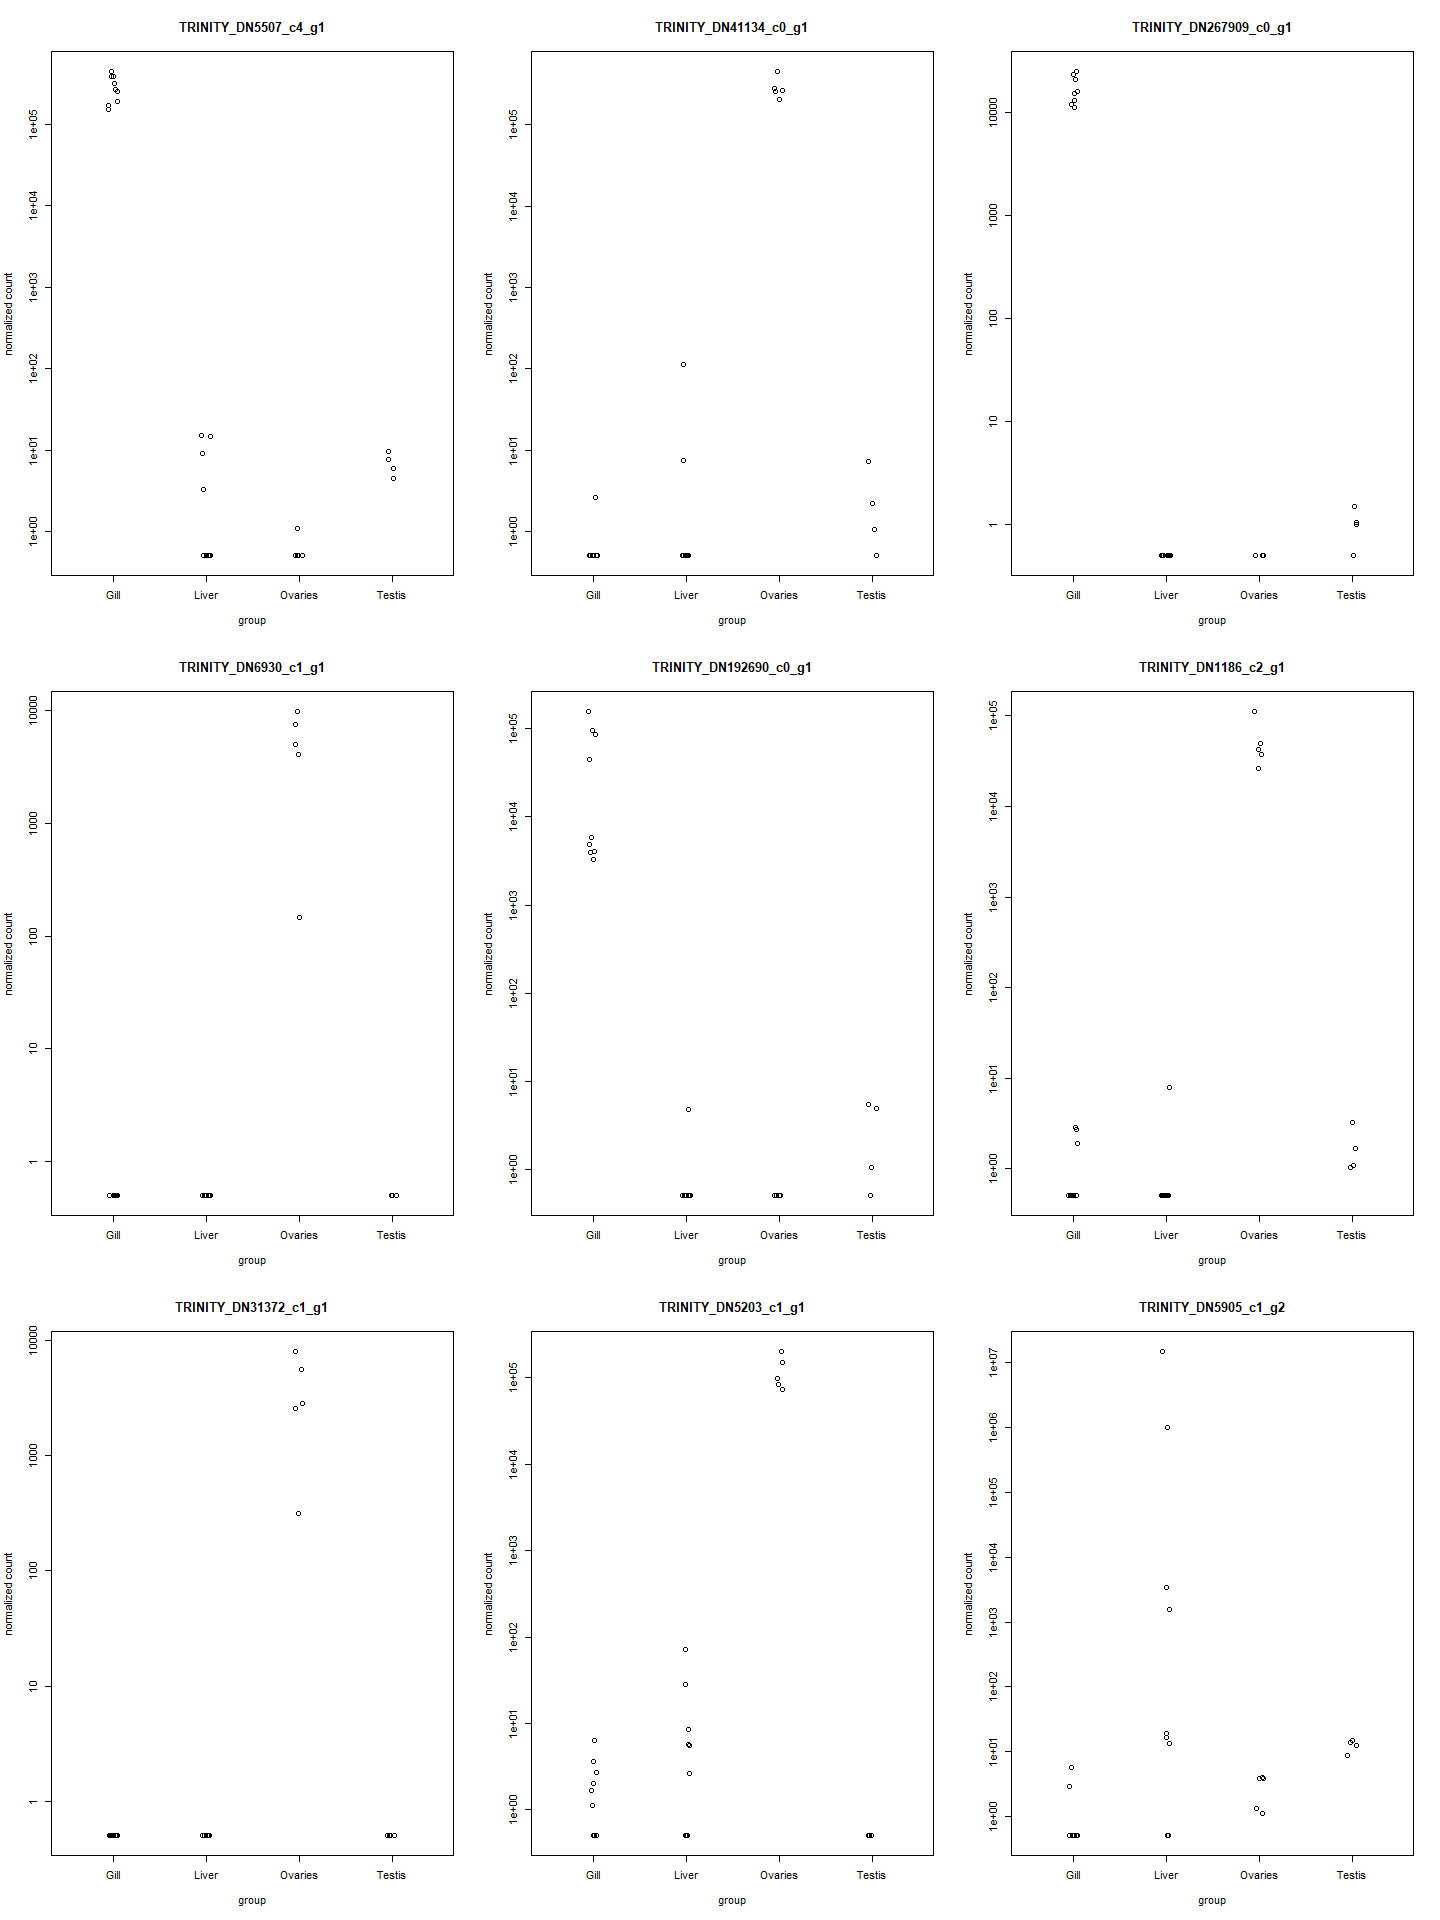 TRINITY_DN5507_c4_g1
normalized count
1e+00 1e+01 1e+02 1e+03 1e+04 1e+05
Gill Liver Ovaries Testis
group
TRINITY_DN41134_c0_g1
normalized count
1e+00 1e+01 1e+02 1e+03 1e+04 1e+05
Gill Liver Ovaries Testis
group
TRINITY_DN267909_c0_g1
normalized count
1 10 100 1000 10000
Gill Liver Ovaries Testis
group
TRINITY_DN6930_c1_g1
normalized count
1 10 100 1000 10000
Gill Liver Ovaries Testis
group
TRINITY_DN192690_c0_g1
normalized count
1e+00 1e+01 1e+02 1e+03 1e+04 1e+05
Gill Liver Ovaries Testis
group
TRINITY_DN1186_c2_g1
normalized count
1e+00 1e+01 1e+02 1e+03 1e+04 1e+05
Gill Liver Ovaries Testis
group
TRINITY_DN31372_c1_g1
normalized count
1 10 100 1000 10000
Gill Liver Ovaries Testis
group
TRINITY_DN5203_c1_g1
normalized count
1e+00 1e+01 1e+02 1e+03 1e+04 1e+05
Gill Liver Ovaries Testis
group
TRINITY_DN5905_c1_g2
normalized count
1e+00 1e+01 1e+02 1e+03 1e+04 1e+05 1e+06 1e+07
Gill Liver Ovaries Testis
group